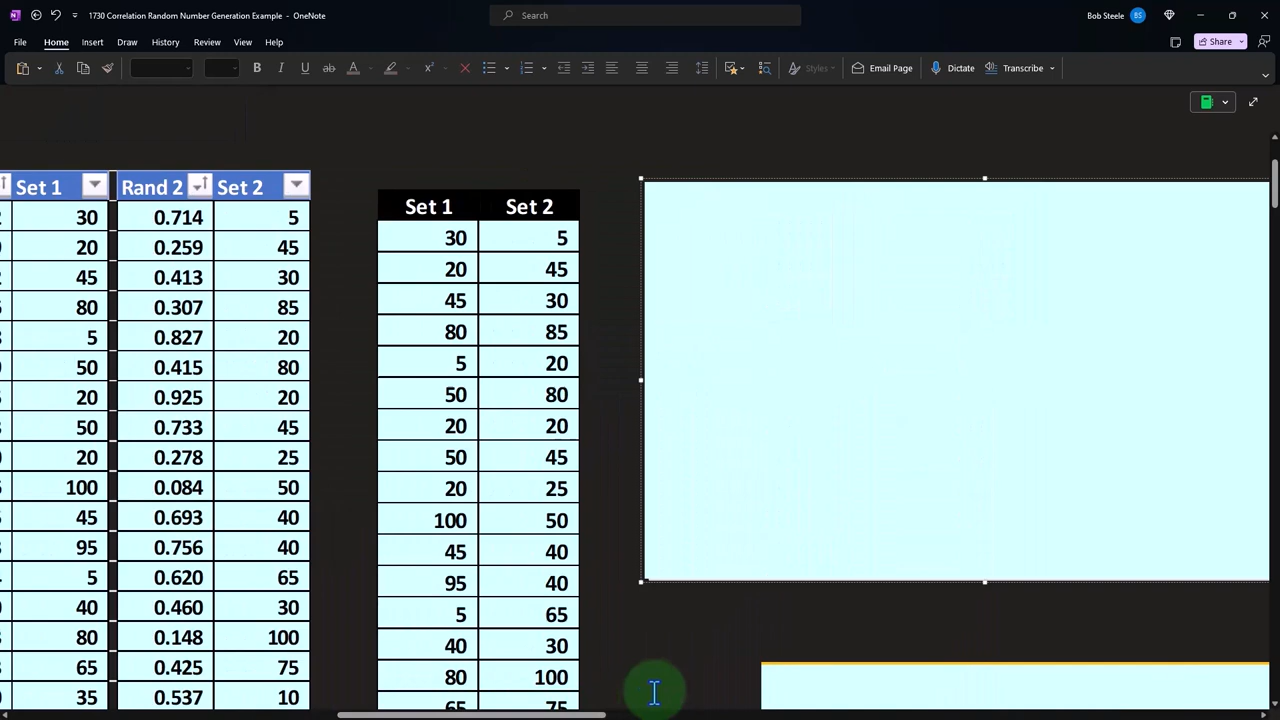 1730 Correlation Random Number Generation Example - OneNote
Search
Bob Steele
BS
File Home Insert Draw History Review View Help
Share
B I U ab A x
Styles
Email Page
Dictate
Transcribe
Set 1 Rand 2 Set 2
30 0.714 5
20 0.259 45
45 0.413 30
80 0.307 85
5 0.827 20
50 0.415 80
20 0.925 20
50 0.733 45
20 0.278 25
100 0.084 50
45 0.693 40
95 0.756 40
5 0.620 65
40 0.460 30
80 0.148 100
65 0.425 75
35 0.537 10
Set 1 Set 2
30 5
20 45
45 30
80 85
5 20
50 80
20 20
50 45
20 25
100 50
45 40
95 40
5 65
40 30
80 100
65 75